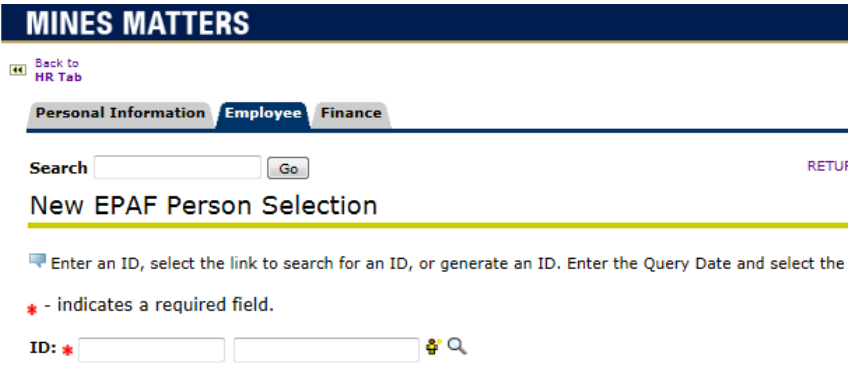 MINES MATTERS
Back to
HR Tab
Personal Information Employee Finance
Search Go
New EPAF Person Selection
Enter an ID, select the link to search for an ID, or generate an ID. Enter the Query Date and select the
* - indicates a required field.
ID: *